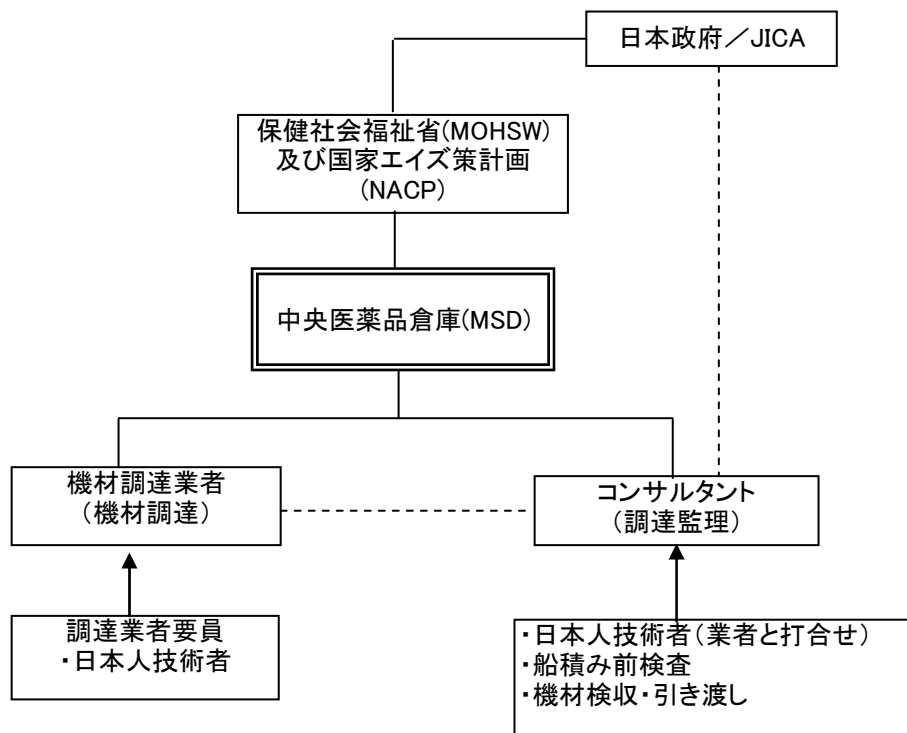 日本政府／JICA
保健社会福祉省(MOHSW)
及び国家エイズ策計画
(NACP)
中央医薬品倉庫(MSD)
機材調達業者
（機材調達）
コンサルタント
（調達監理）
調達業者要員
・日本人技術者
・日本人技術者（業者と打合せ）
・船積み前検査
・機材検収・引き渡し